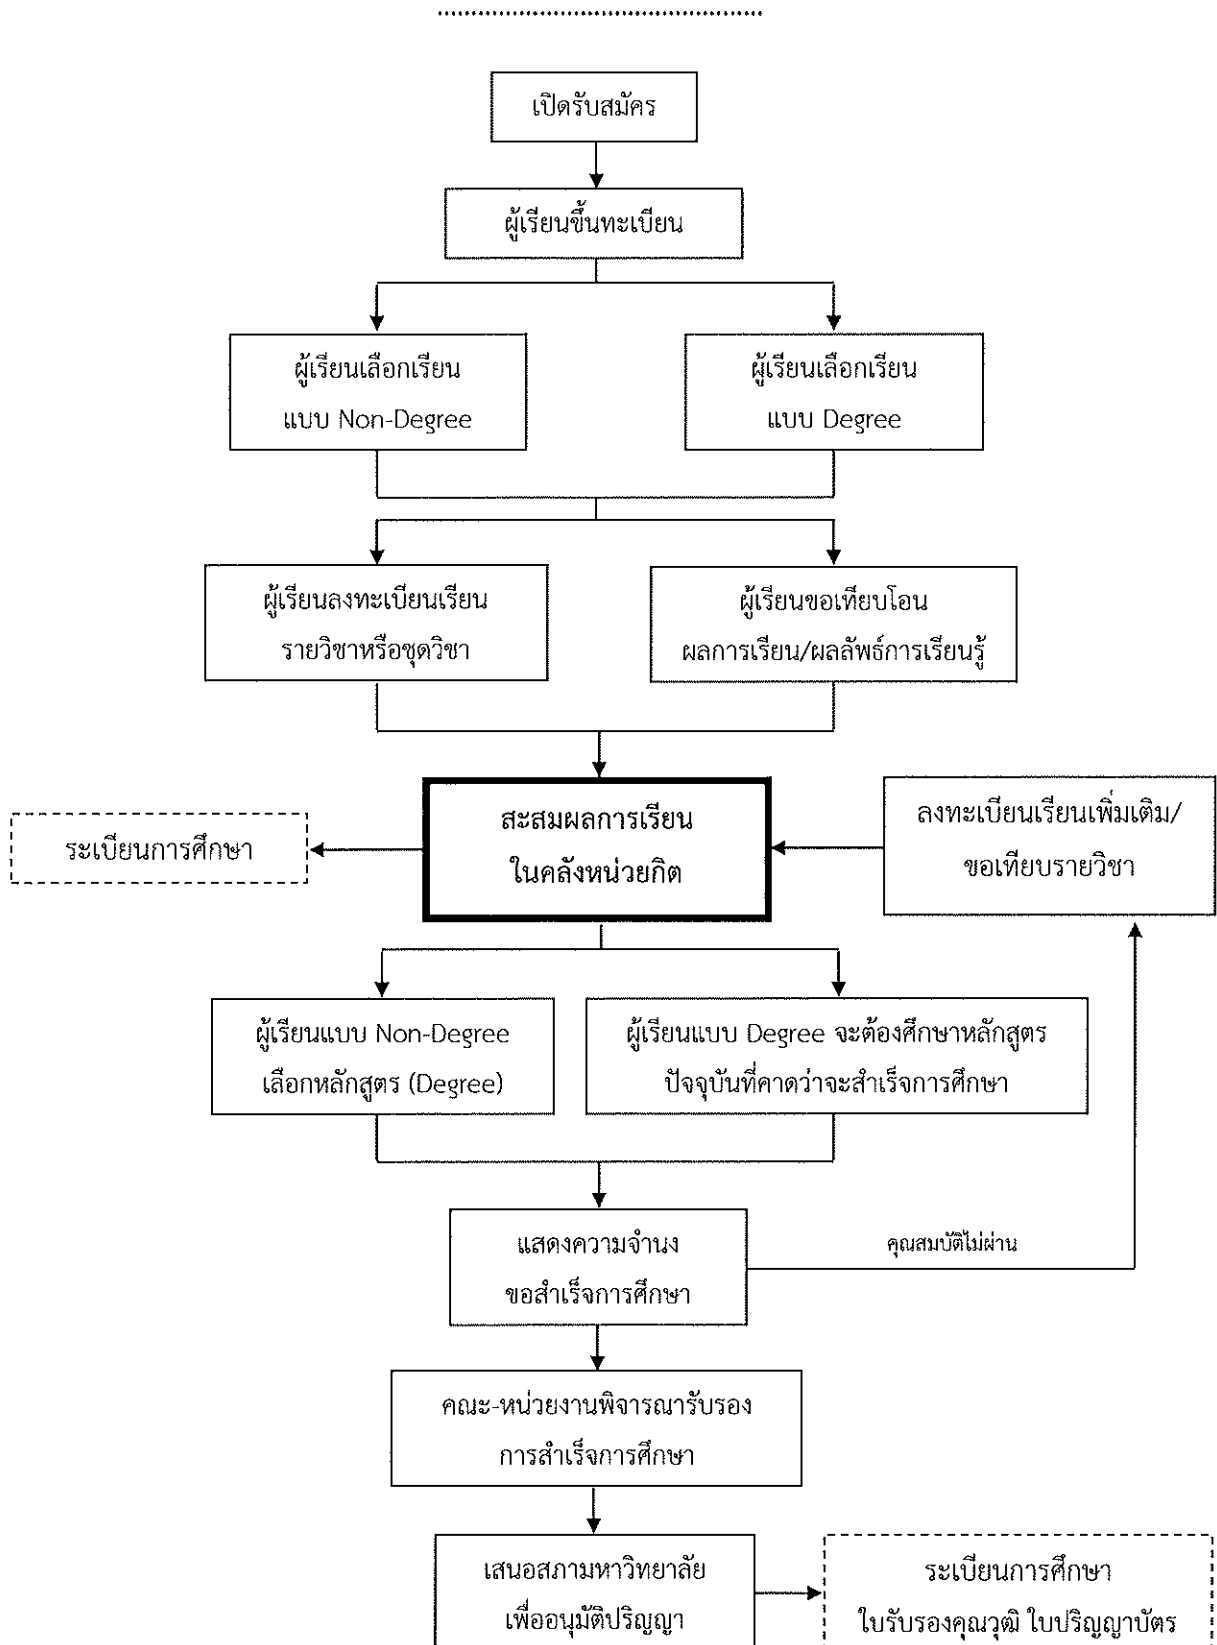 เปิดรับสมัคร
ผู้เรียนขึ้นทะเบียน
ผู้เรียนเลือกเรียน
แบบ Non-Degree
ผู้เรียนเลือกเรียน
แบบ Degree
ผู้เรียนลงทะเบียนเรียน
รายวิชาหรือชุดวิชา
ผู้เรียนขอเทียบโอน
ผลการเรียน/ผลลัพธ์การเรียนรู้
ระเบียนการศึกษา
สะสมผลการเรียน
ในคลังหน่วยกิต
ลงทะเบียนเรียนเพิ่มเติม/
ขอเทียบรายวิชา
ผู้เรียนแบบ Non-Degree
เลือกหลักสูตร (Degree)
ผู้เรียนแบบ Degree จะต้องศึกษาหลักสูตร
ปัจจุบันที่คาดว่าจะสำเร็จการศึกษา
แสดงความจำนง
ขอสำเร็จการศึกษา
คุณสมบัติไม่ผ่าน
คณะ-หน่วยงานพิจารณารับรอง
การสำเร็จการศึกษา
เสนอสภามหาวิทยาลัย
เพื่ออนุมัติปริญญา
ระเบียนการศึกษา
ใบรับรองคุณวุฒิ ใบปริญญาบัตร